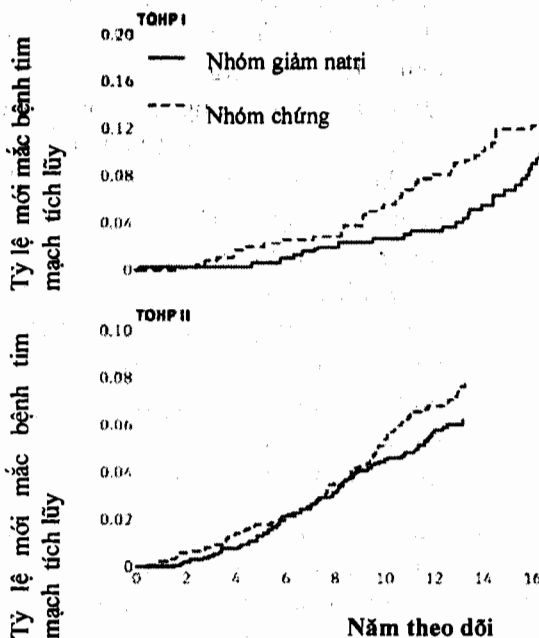 TOHP I
0.20
Nhóm giảm natri
0.16
Nhóm chứng
0.12
0.08
0.04
0
Tỷ lệ mới mắc bệnh tim
mạch tích lũy
TOHP II
0.10
0.08
0.06
0.04
0.02
0
0 2 4 6 8 10 12 14 16
Tỷ lệ mới mắc bệnh tim
mạch tích lũy
Năm theo dõi